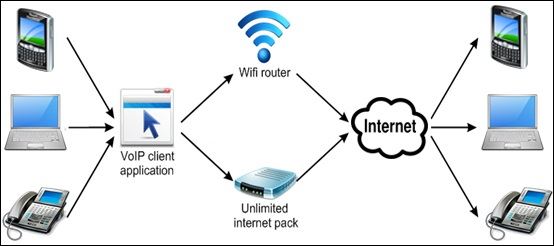 Wifi router
VoIP client
application
Internet
Unlimited
internet pack